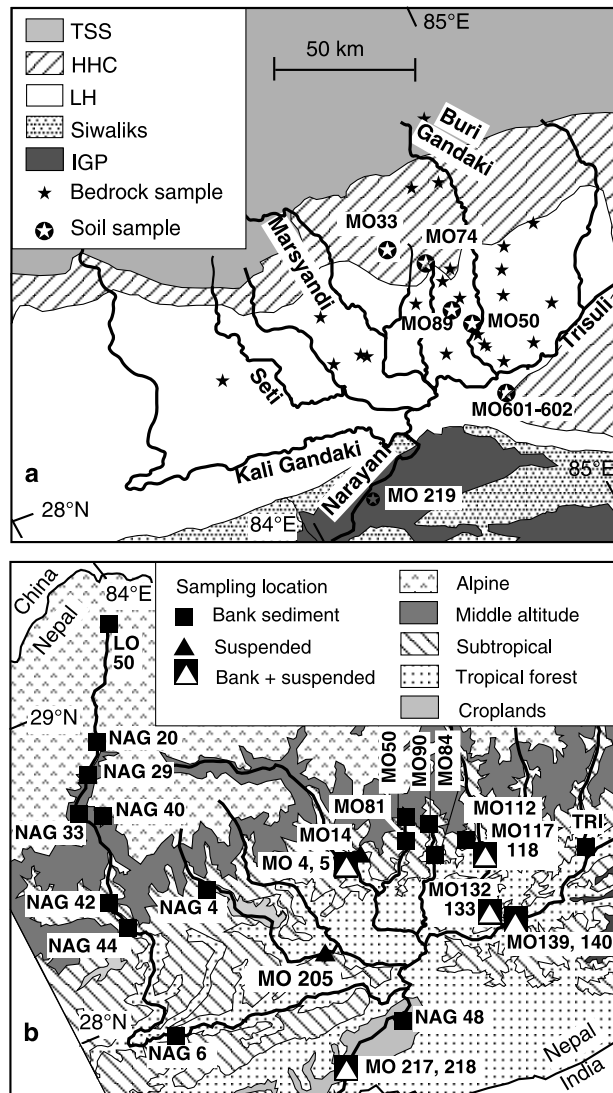 TSS
HHC
LH
Siwaliks
IGP
Bedrock sample
Soil sample
50 km
85°E
Buri
Gandaki
MO33
MO74
Marsyandi
MO89
MO50
Trisuli
Seti
MO601-602
Kali Gandaki
Narayani
a
28°N
84°E
MO 219
85°E
China
Nepal
84°E
Sampling location
Bank sediment
Suspended
Bank + suspended
Alpine
Middle altitude
Subtropical
Tropical forest
Croplands
LO
50
29°N
NAG 20
NAG 29
NAG 40
NAG 33
MO50
MO90
MO84
MO81
MO14
MO 4, 5
MO112
MO117
118
TRI
NAG 42
NAG 4
NAG 44
MO132
133
MO139, 140
MO 205
28°N
b
NAG 6
NAG 48
MO 217, 218
Nepal
India